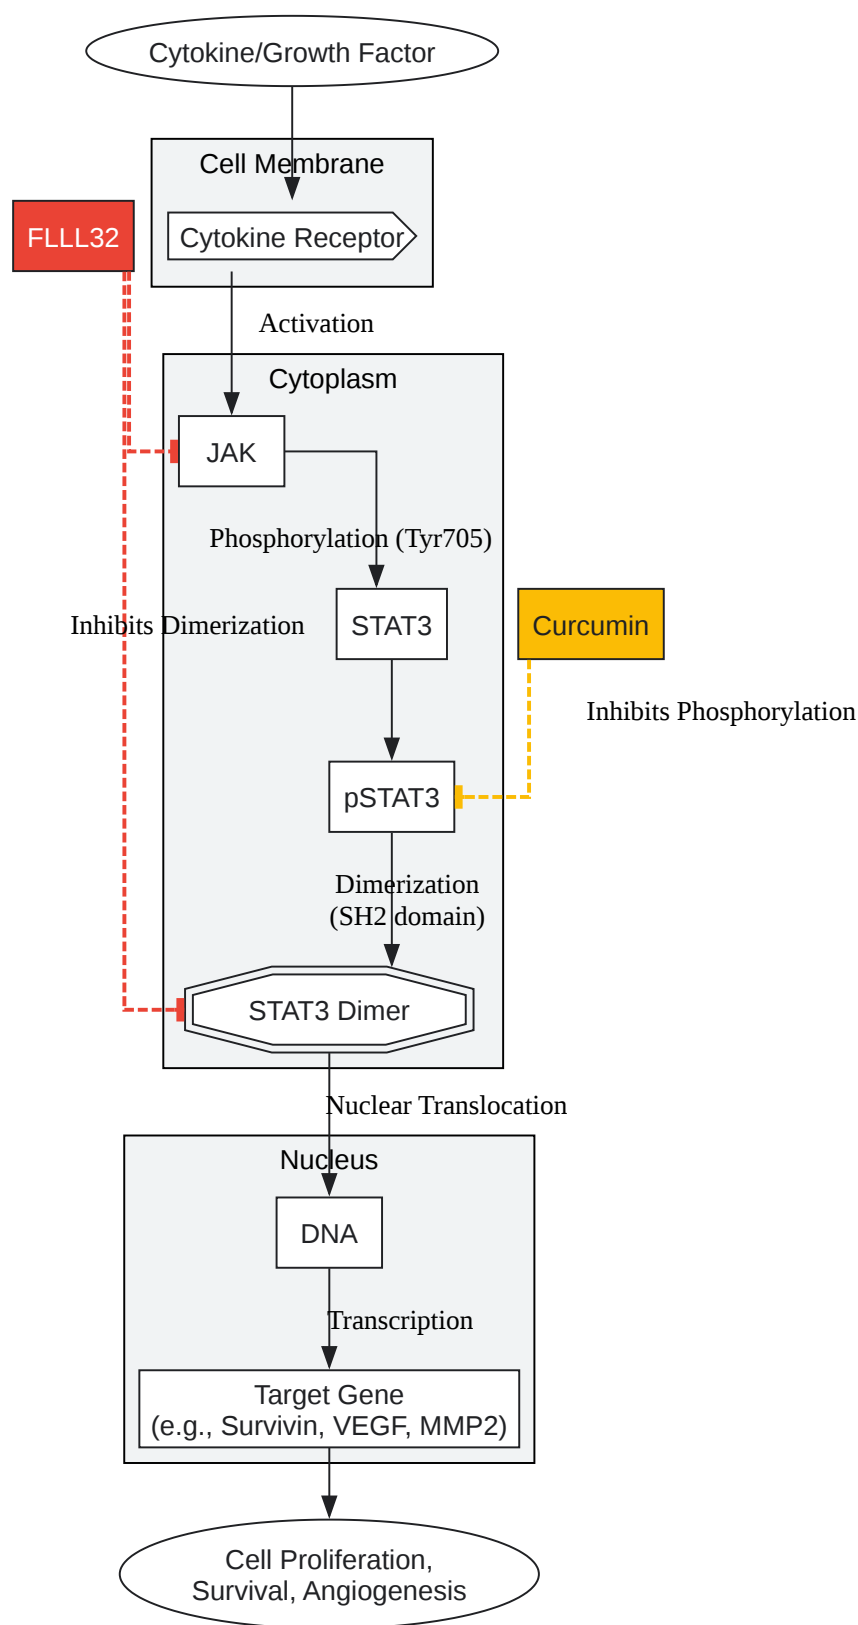 Cytokine/Growth Factor
Cell Membrane
FLLL32
Cytokine Receptor
Activation
Cytoplasm
JAK
Phosphorylation (Tyr705)
Inhibits Dimerization
STAT3
Curcumin
Inhibits Phosphorylation
pSTAT3
Dimerization
(SH2 domain)
STAT3 Dimer
Nuclear Translocation
Nucleus
DNA
Transcription
Target Gene
(e.g., Survivin, VEGF, MMP2)
Cell Proliferation,
Survival, Angiogenesis